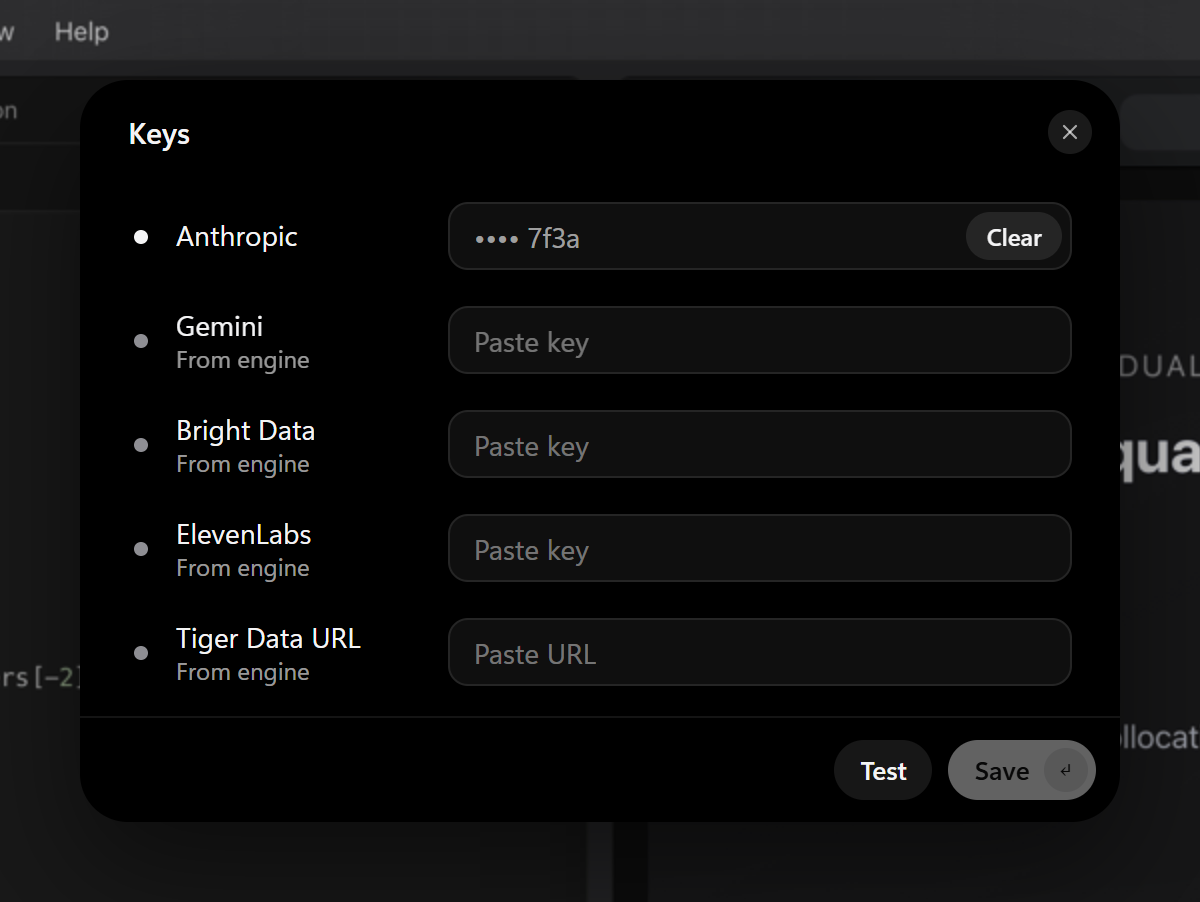 Help
Keys
Anthropic
•••• 7f3a
Clear
Gemini
From engine
Paste key
Bright Data
From engine
Paste key
ElevenLabs
From engine
Paste key
Tiger Data URL
From engine
Paste URL
Test
Save